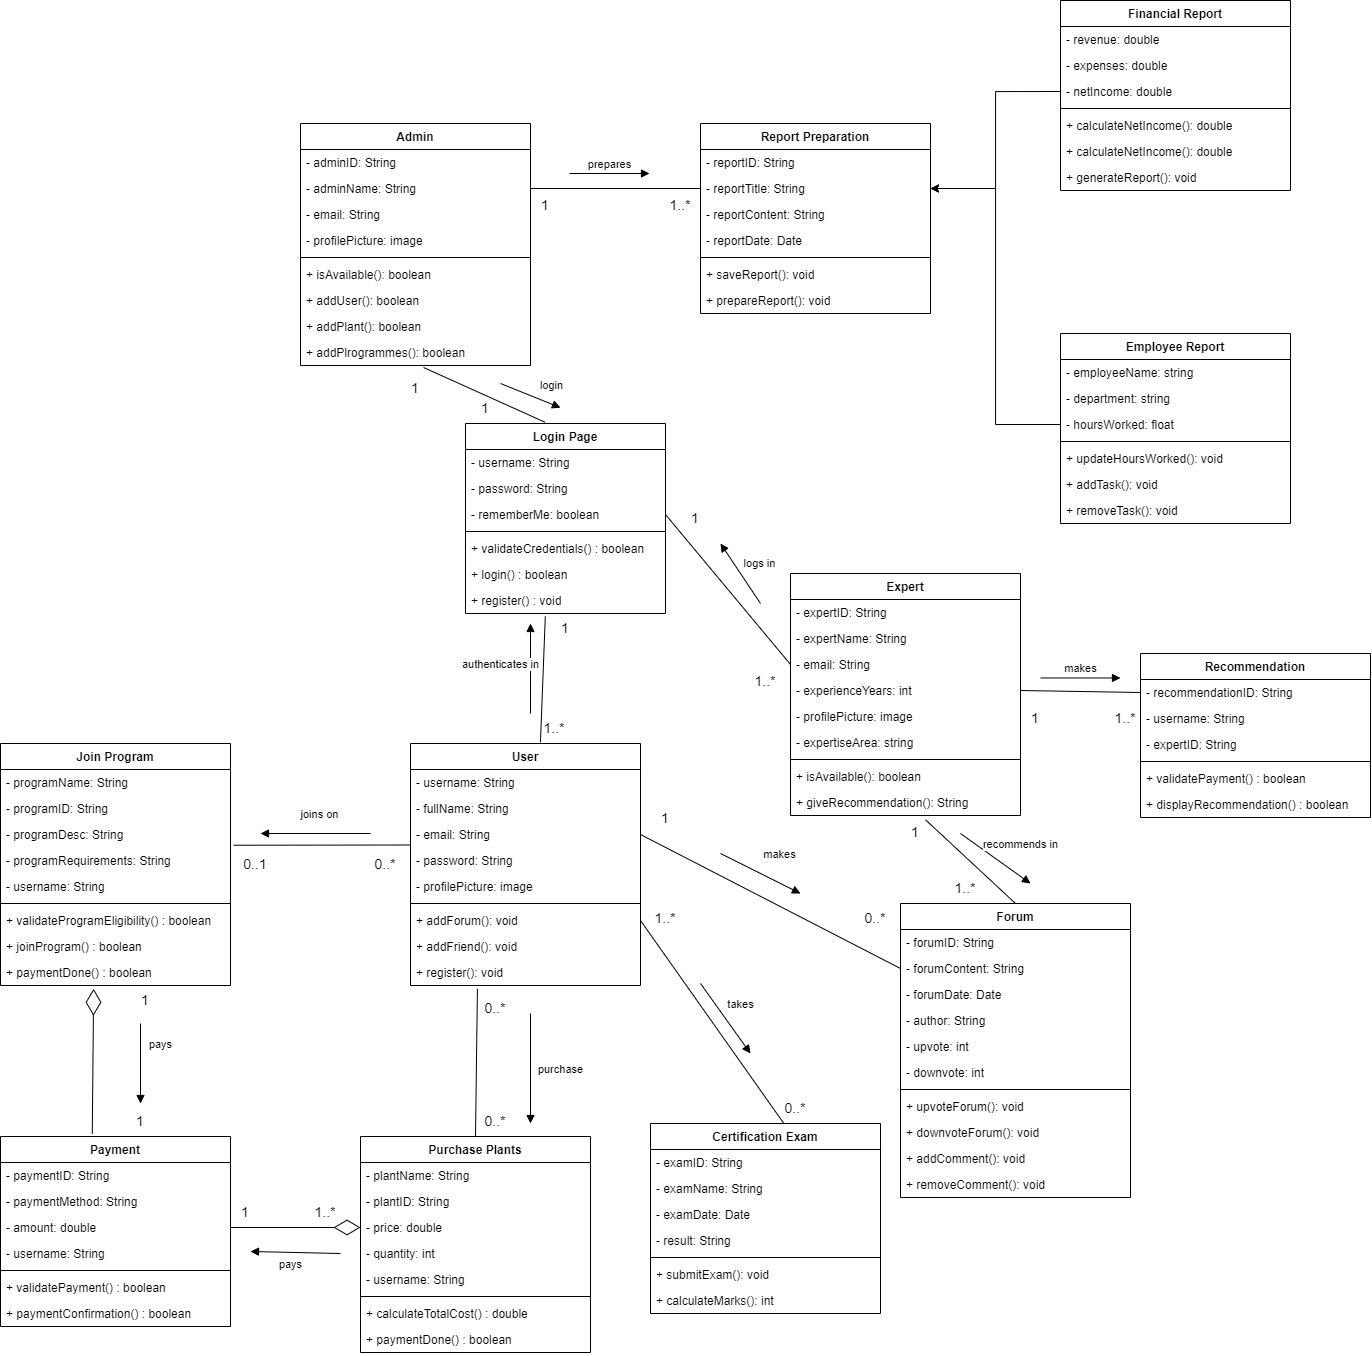 Financial Report
- revenue: double
- expenses: double
- netIncome: double
+ calculateNetIncome(): double
+ calculateNetIncome(): double
+ generateReport(): void
Admin
- adminID: String
- adminName: String
- email: String
- profilePicture: image
+ isAvailable(): boolean
+ addUser(): boolean
+ addPlant(): boolean
+ addPlrogrammes(): boolean
prepares
1
1..*
Report Preparation
- reportID: String
- reportTitle: String
- reportContent: String
- reportDate: Date
+ saveReport(): void
+ prepareReport(): void
Employee Report
- employeeName: string
- department: string
- hoursWorked: float
+ updateHoursWorked(): void
+ addTask(): void
+ removeTask(): void
1
login
1
Login Page
- username: String
- password: String
- rememberMe: boolean
+ validateCredentials() : boolean
+ login() : boolean
+ register() : void
1
logs in
1..*
Expert
- expertID: String
- expertName: String
- email: String
- experienceYears: int
- profilePicture: image
- expertiseArea: string
+ isAvailable(): boolean
+ giveRecommendation(): String
makes
1
1..*
Recommendation
- recommendationID: String
- username: String
- expertID: String
+ validatePayment() : boolean
+ displayRecommendation() : boolean
1
authenticates in
1..*
Join Program
- programName: String
- programID: String
- programDesc: String
- programRequirements: String
- username: String
+ validateProgramEligibility() : boolean
+ joinProgram() : boolean
+ paymentDone() : boolean
joins on
0..1
0..*
User
- username: String
- fullName: String
- email: String
- password: String
- profilePicture: image
+ addForum(): void
+ addFriend(): void
+ register(): void
1
makes
0..*
1
recommends in
1..*
Forum
- forumID: String
- forumContent: String
- forumDate: Date
- author: String
- upvote: int
- downvote: int
+ upvoteForum(): void
+ downvoteForum(): void
+ addComment(): void
+ removeComment(): void
1..*
takes
0..*
1
pays
1
0..*
purchase
0..*
Payment
- paymentID: String
- paymentMethod: String
- amount: double
- username: String
+ validatePayment() : boolean
+ paymentConfirmation() : boolean
1
1..*
pays
Purchase Plants
- plantName: String
- plantID: String
- price: double
- quantity: int
- username: String
+ calculateTotalCost() : double
+ paymentDone() : boolean
Certification Exam
- examID: String
- examName: String
- examDate: Date
- result: String
+ submitExam(): void
+ calculateMarks(): int